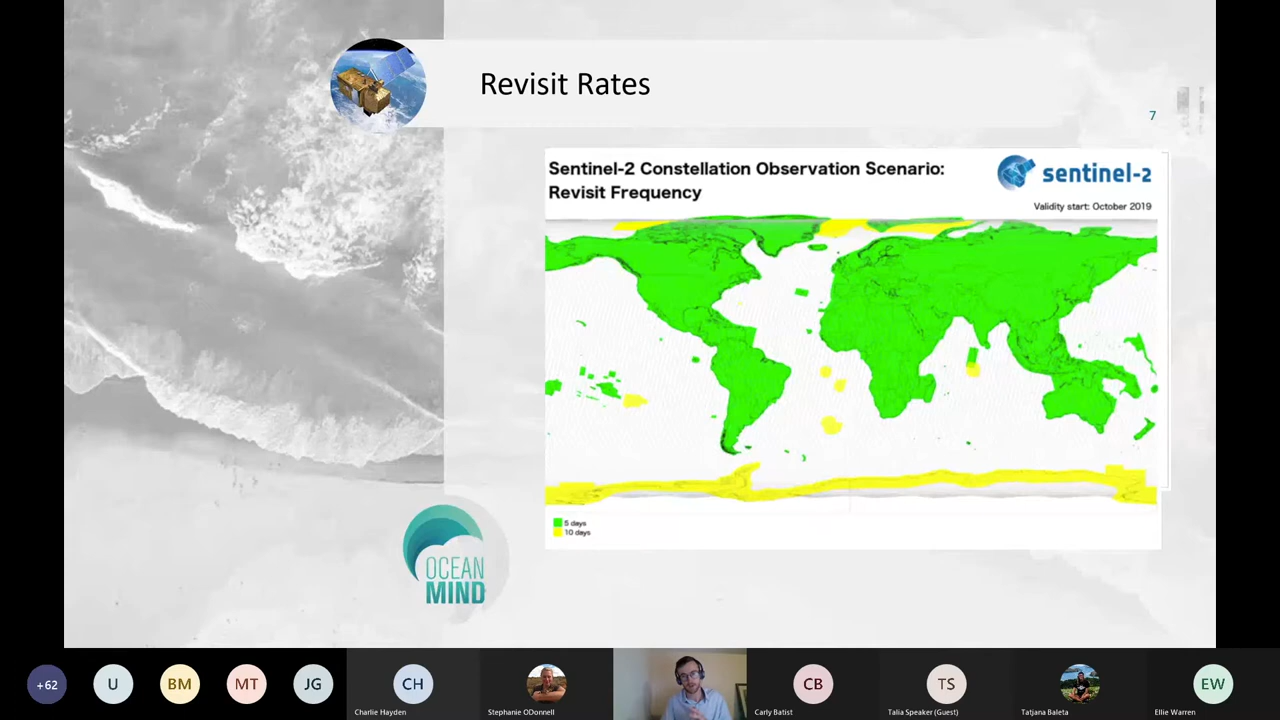 Revisit Rates
7
Sentinel-2 Constellation Observation Scenario:
Revisit Frequency
sentinel-2
Validity start: October 2019
5 days
10 days
OCEAN
MIND
+62
U
BM
MT
JG
CH
CB
TS
EW
Charlie Hayden
Stephanie ODonnell
Carly Batist
Talia Speaker (Guest)
Tatjana Baleta
Ellie Warren